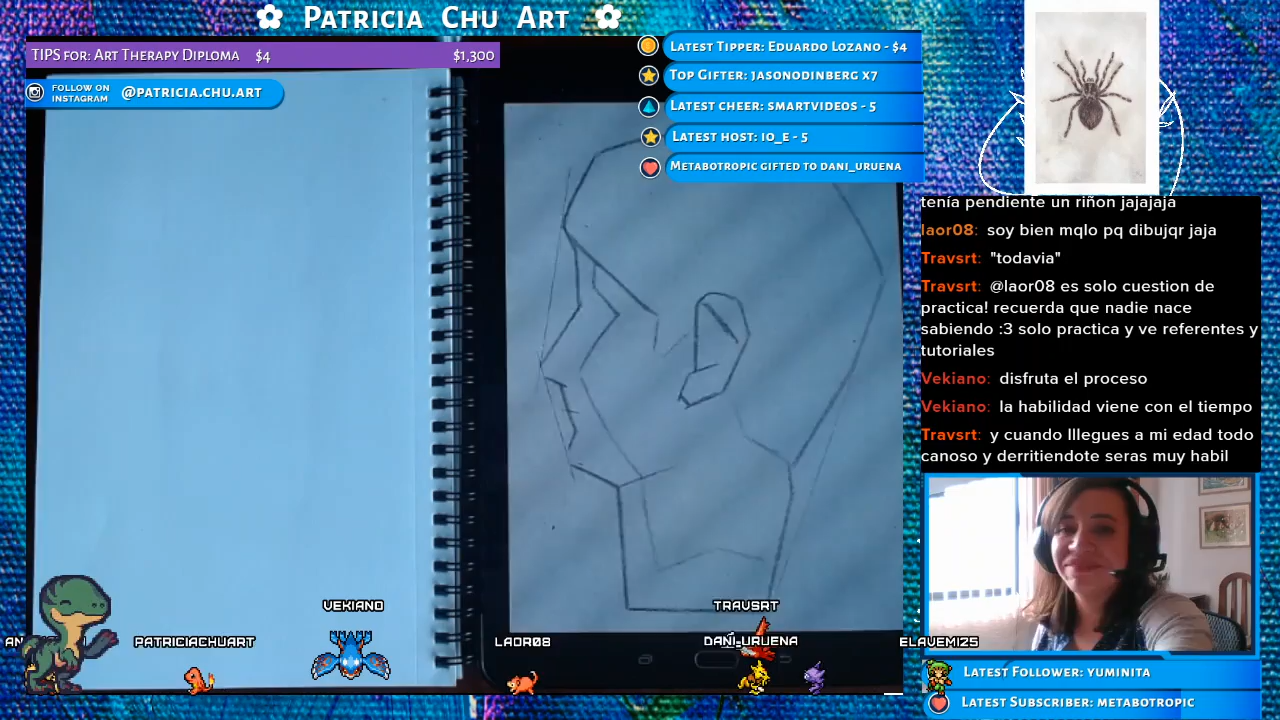 ✿ Patricia Chu Art ✿
TIPS for: Art Therapy Diploma $4 $1,300
FOLLOW ON
INSTAGRAM
@PATRICIA.CHU.ART
Latest Tipper: Eduardo Lozano - $4
Top Gifter: jasonodinberg x7
Latest cheer: smartvideos - 5
Latest host: io_e - 5
Metabotropic gifted to dani_uruena
tenía pendiente un riñon jajajaja
laor08: soy bien mqlo pq dibujqr jaja
Travsrt: "todavia"
Travsrt: @laor08 es solo cuestion de
practica! recuerda que nadie nace
sabiendo :3 solo practica y ve referentes y
tutoriales
Vekiano: disfruta el proceso
Vekiano: la habilidad viene con el tiempo
Travsrt: y cuando lllegues a mi edad todo
canoso y derritiendote seras muy habil
VEKIANO
TRAVSRT
PATRICIACHUART
LAOR08
DANI_URUENA
ELAVEMI25
Latest Follower: yuminita
Latest Subscriber: metabotropic